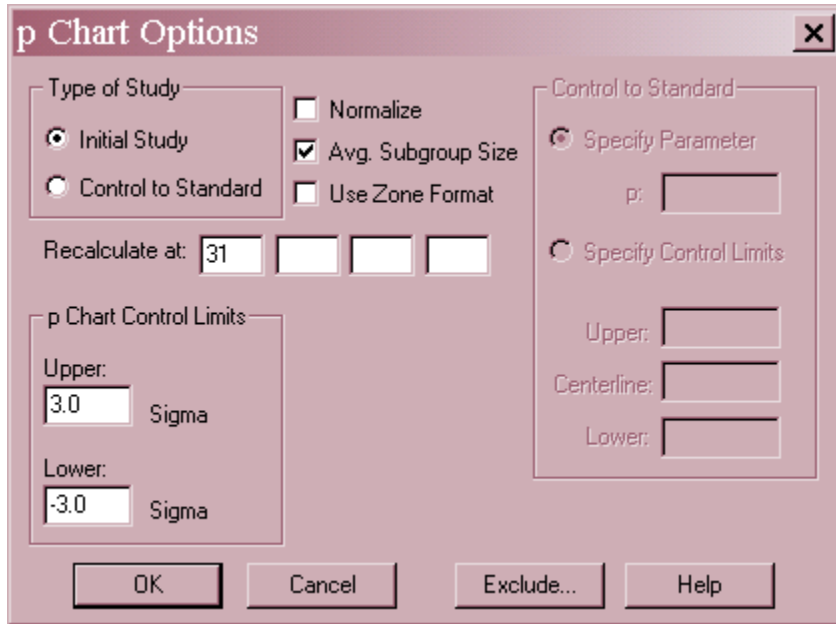 p Chart Options
Type of Study
Initial Study
Control to Standard
Normalize
Avg. Subgroup Size
Use Zone Format
Recalculate at: 31
p Chart Control Limits
Upper:
3.0 Sigma
Lower:
-3.0 Sigma
Control to Standard
Specify Parameter
p:
Specify Control Limits
Upper:
Centerline:
Lower:
OK Cancel Exclude... Help